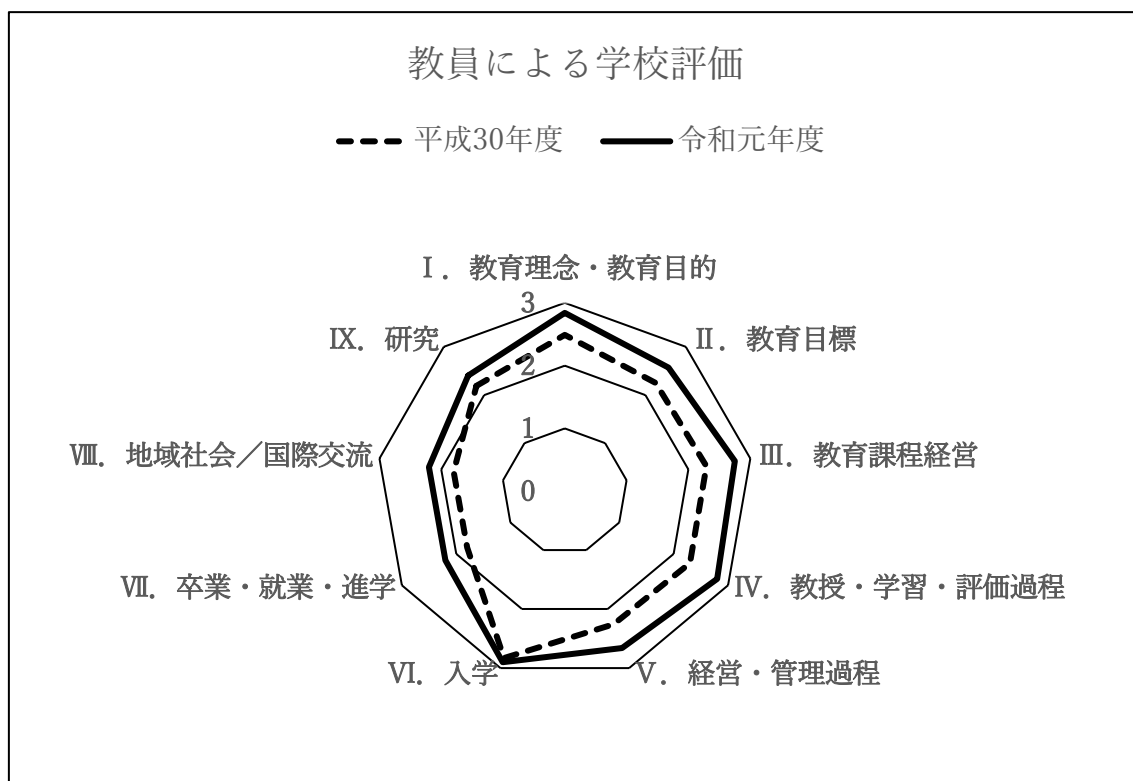 教員による学校評価
平成30年度 令和元年度
Ⅰ．教育理念・教育目的
Ⅱ．教育目標
Ⅲ．教育課程経営
Ⅳ．教授・学習・評価過程
Ⅴ．経営・管理過程
Ⅵ．入学
Ⅶ．卒業・就業・進学
Ⅷ．地域社会／国際交流
Ⅸ．研究
3
2
1
0